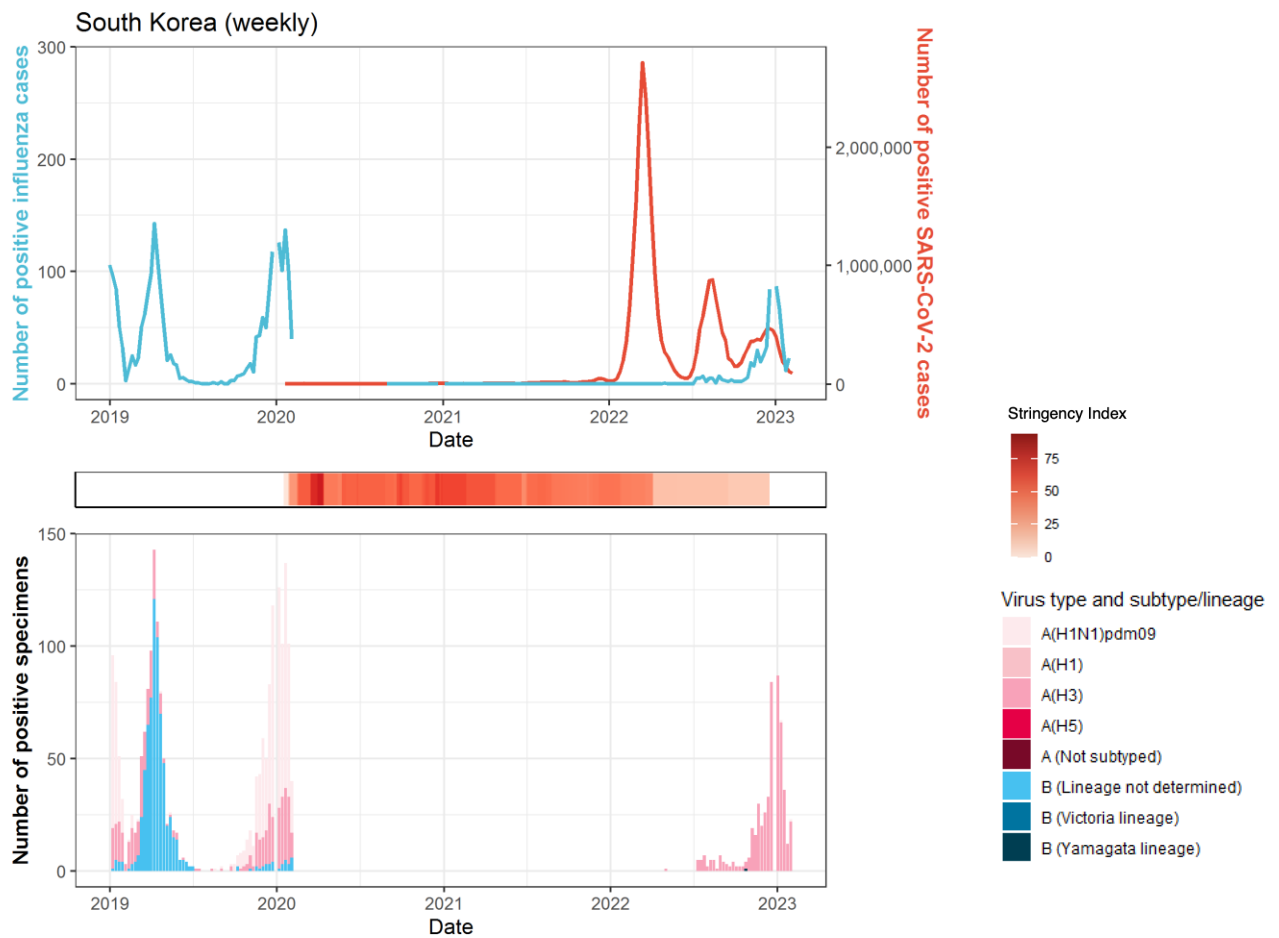 South Korea (weekly)
Number of positive influenza cases
300
200
100
0
Number of positive SARS-CoV-2 cases
2,000,000
1,000,000
0
2019 2020 2021 2022 2023
Date
Stringency Index
75
50
25
0
Number of positive specimens
150
100
50
0
2019 2020 2021 2022 2023
Date
Virus type and subtype/lineage
A(H1N1)pdm09
A(H1)
A(H3)
A(H5)
A (Not subtyped)
B (Lineage not determined)
B (Victoria lineage)
B (Yamagata lineage)